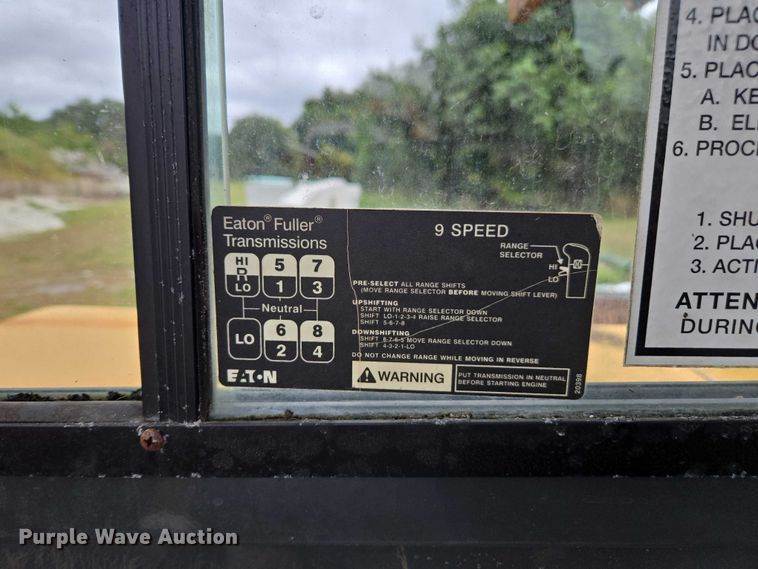 Eaton® Fuller®
Transmissions
9 SPEED
RANGE
SELECTOR
HI
LO
HI
R
LO
5
1
7
3
Neutral
LO
6
2
8
4
PRE-SELECT ALL RANGE SHIFTS
(MOVE RANGE SELECTOR BEFORE MOVING SHIFT LEVER)
UPSHIFTING
START WITH RANGE SELECTOR DOWN
SHIFT LO-1-2-3-4 RAISE RANGE SELECTOR
SHIFT 5-6-7-8
DOWNSHIFTING
SHIFT 8-7-6-5 MOVE RANGE SELECTOR DOWN
SHIFT 4-3-2-1-LO
DO NOT CHANGE RANGE WHILE MOVING IN REVERSE
EATON
WARNING
PUT TRANSMISSION IN NEUTRAL
BEFORE STARTING ENGINE
20398
4. PLAC
IN DO
5. PLAC
A. KE
B. ELE
6. PROC
1. SHU
2. PLA
3. ACTI
ATTEN
DURING
Purple Wave Auction